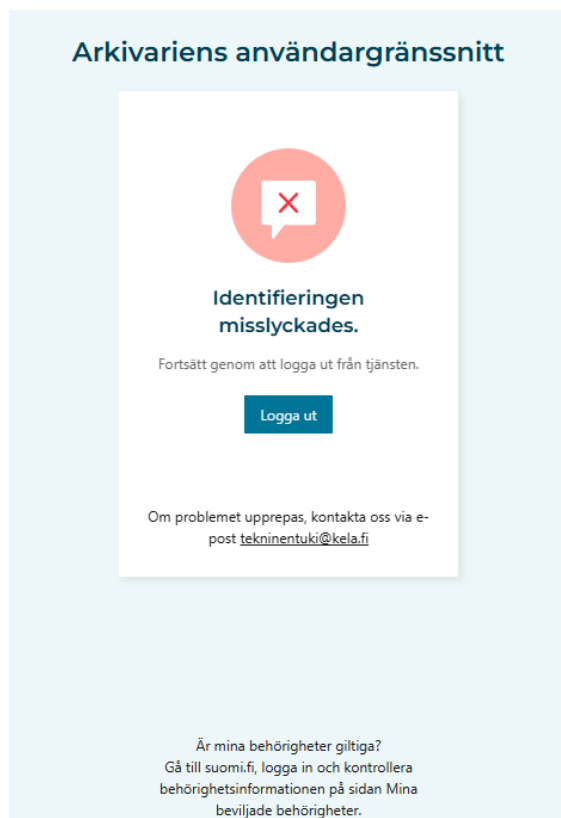 Arkivariens användargränssnitt
Identifieringen
misslyckades.
Fortsätt genom att logga ut från tjänsten.
Logga ut
Om problemet upprepas, kontakta oss via e-
post tekninentuki@kela.fi
Är mina behörigheter giltiga?
Gå till suomi.fi, logga in och kontrollera
behörighetsinformationen på sidan Mina
beviljade behörigheter.